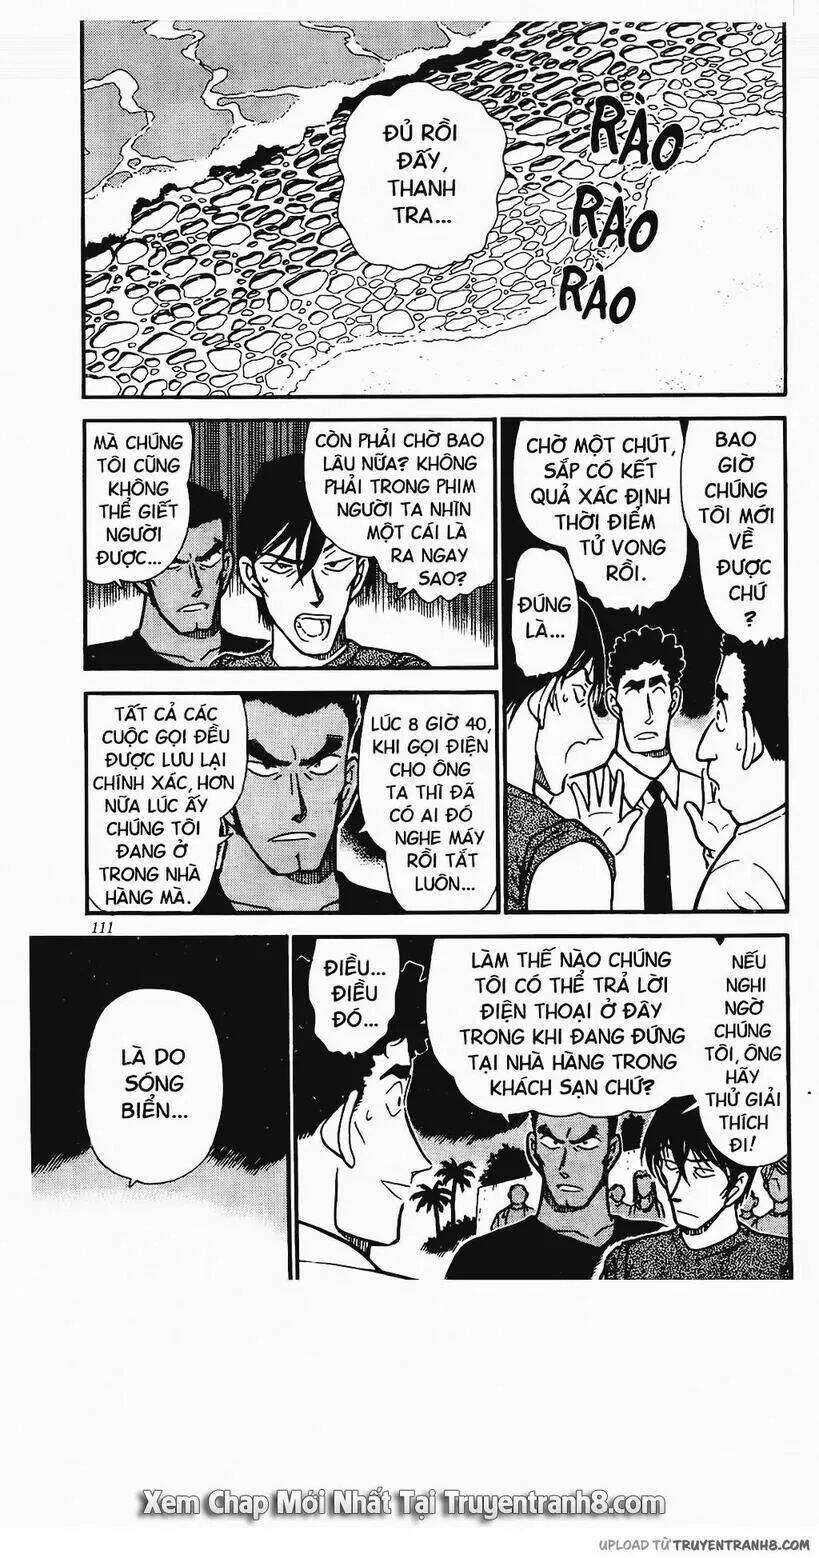 ĐỦ RỒI
ĐẤY,
THANH
TRA...
RÀO
RÀO
RÀO
BAO
GIỜ
CHÚNG
TÔI MỚI
VỀ
ĐƯỢC
CHỨ
?
CHỜ MỘT CHÚT,
SẮP CÓ KẾT
QUẢ XÁC ĐỊNH
THỜI ĐIỂM
TỬ VONG
RỒI.
ĐÚNG
LÀ...
CÒN PHẢI CHỜ BAO
LÂU NỮA? KHÔNG
PHẢI TRONG PHIM
NGƯỜI TA NHÌN
MỘT CÁI LÀ
RA NGAY
SAO?
MÀ CHÚNG
TÔI CŨNG
KHÔNG
THỂ GIẾT
NGƯỜI
ĐƯỢC...
LÚC 8 GIỜ 40,
KHI GỌI ĐIỆN
CHO ÔNG
TA THÌ ĐÃ
CÓ AI ĐÓ
NGHE MÁY
RỒI TẮT
LUÔN...
TẤT CẢ CÁC
CUỘC GỌI ĐỀU
ĐƯỢC LƯU LẠI
CHÍNH XÁC, HƠN
NỮA LÚC ẤY
CHÚNG TÔI
ĐANG Ở
TRONG NHÀ
HÀNG MÀ.
111
NẾU
NGHI
NGỜ
CHÚNG
TÔI, ÔNG
HÃY
THỬ GIẢI
THÍCH
ĐI!
LÀM THẾ NÀO CHÚNG
TÔI CÓ THỂ TRẢ LỜI
ĐIỆN THOẠI Ở ĐÂY
TRONG KHI ĐANG ĐỨNG
TẠI NHÀ HÀNG TRONG
KHÁCH SẠN CHỨ?
ĐIỀU...
ĐIỀU
ĐÓ...
LÀ DO
SÓNG
BIỂN...
Xem Chap Mới Nhất Tại Truyentranh8.com
UPLOAD TỪ TRUYENTRANH8.COM